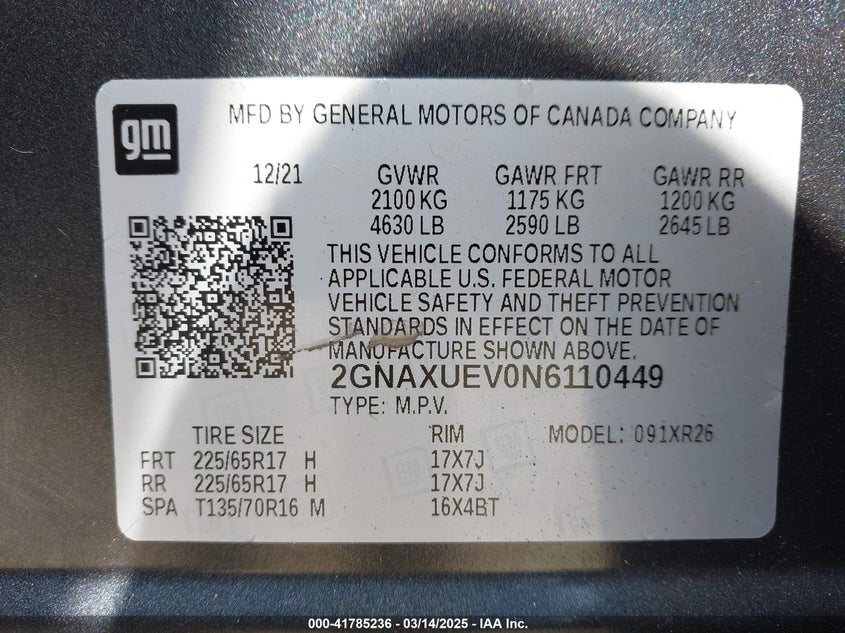 gm
MFD BY GENERAL MOTORS OF CANADA COMPANY
12/21 GVWR GAWR FRT GAWR RR
2100 KG 1175 KG 1200 KG
4630 LB 2590 LB 2645 LB
THIS VEHICLE CONFORMS TO ALL
APPLICABLE U.S. FEDERAL MOTOR
VEHICLE SAFETY AND THEFT PREVENTION
STANDARDS IN EFFECT ON THE DATE OF
MANUFACTURE SHOWN ABOVE.
2GNAXUEV0N6110449
TYPE: M.P.V.
TIRE SIZE RIM MODEL: 091XR26
FRT 225/65R17 H 17X7J
RR 225/65R17 H 17X7J
SPA T135/70R16 M 16X4BT
000-41785236 - 03/14/2025 - IAA Inc.